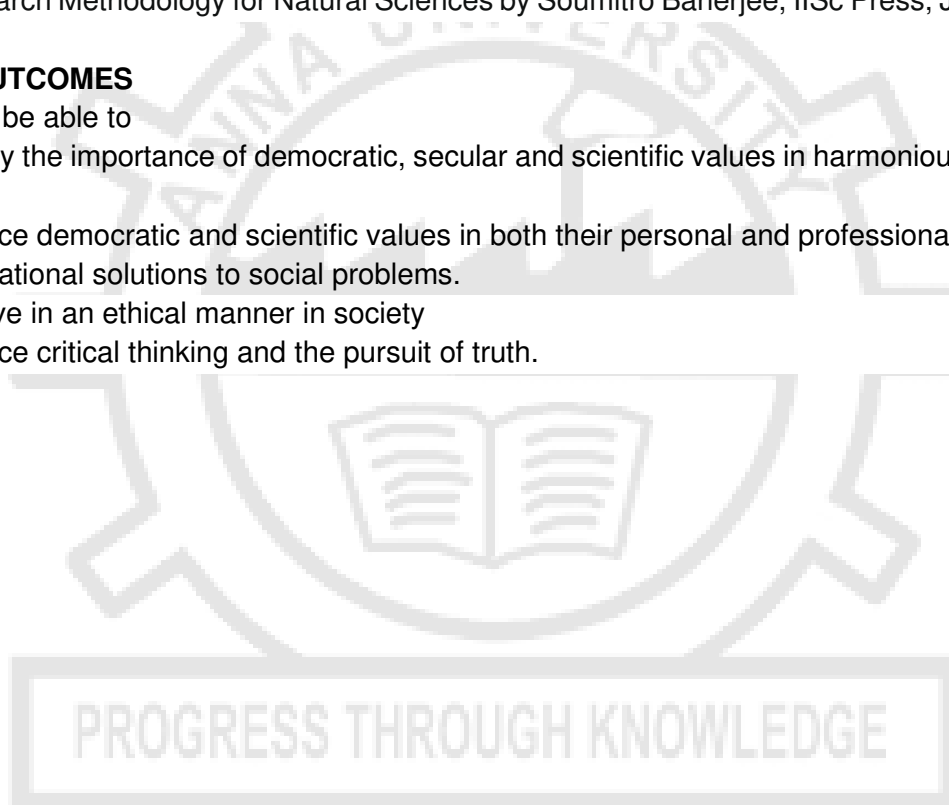 arch Methodology for Natural Sciences by Soumitro Banerjee, IISc Press, J
UTCOMES
be able to
y the importance of democratic, secular and scientific values in harmoniou
ce democratic and scientific values in both their personal and professiona
ational solutions to social problems.
ve in an ethical manner in society
ce critical thinking and the pursuit of truth.
ANNA UNIVERSITY
PROGRESS THROUGH KNOWLEDGE